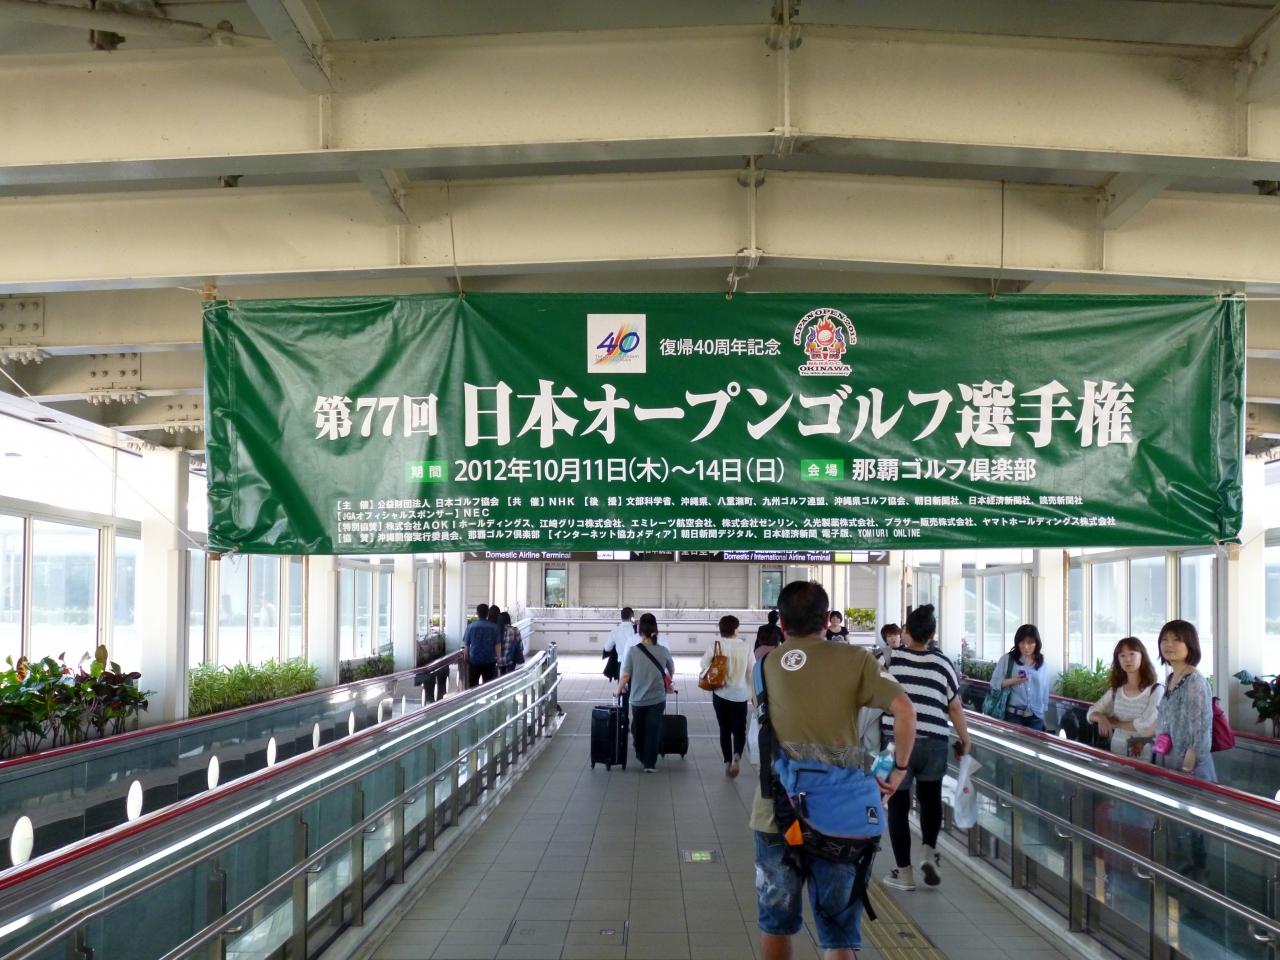 40
復帰40周年記念
JAPAN OPEN 2012
OKINAWA
第77回 日本オープンゴルフ選手権
期間 2012年10月11日(木)〜14日(日) 会場 那覇ゴルフ倶楽部
【主 催】公益財団法人 日本ゴルフ協会 【共 催】NHK 【後 援】文部科学省、沖縄県、八重瀬町、九州ゴルフ連盟、沖縄県ゴルフ協会、朝日新聞社、日本経済新聞社、読売新聞社
【JGAオフィシャルスポンサー】NEC
【特別協賛】株式会社AOKIホールディングス、江崎グリコ株式会社、エミレーツ航空会社、株式会社ゼンリン、久光製薬株式会社、ブラザー販売株式会社、ヤマトホールディングス株式会社
【協 賛】沖縄開催実行委員会、那覇ゴルフ倶楽部 【インターネット協力メディア】朝日新聞デジタル、日本経済新聞 電子版、YOMIURI ONLINE
Domestic Airline Terminal
Domestic / International Airline Terminal